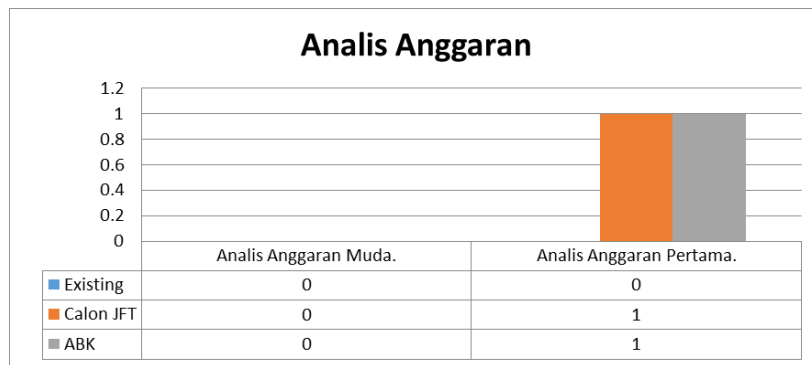 Analis Anggaran
1.2
1
0.8
0.6
0.4
0.2
0
Analis Anggaran Muda. Analis Anggaran Pertama.
Existing 0 0
Calon JFT 0 1
ABK 0 1